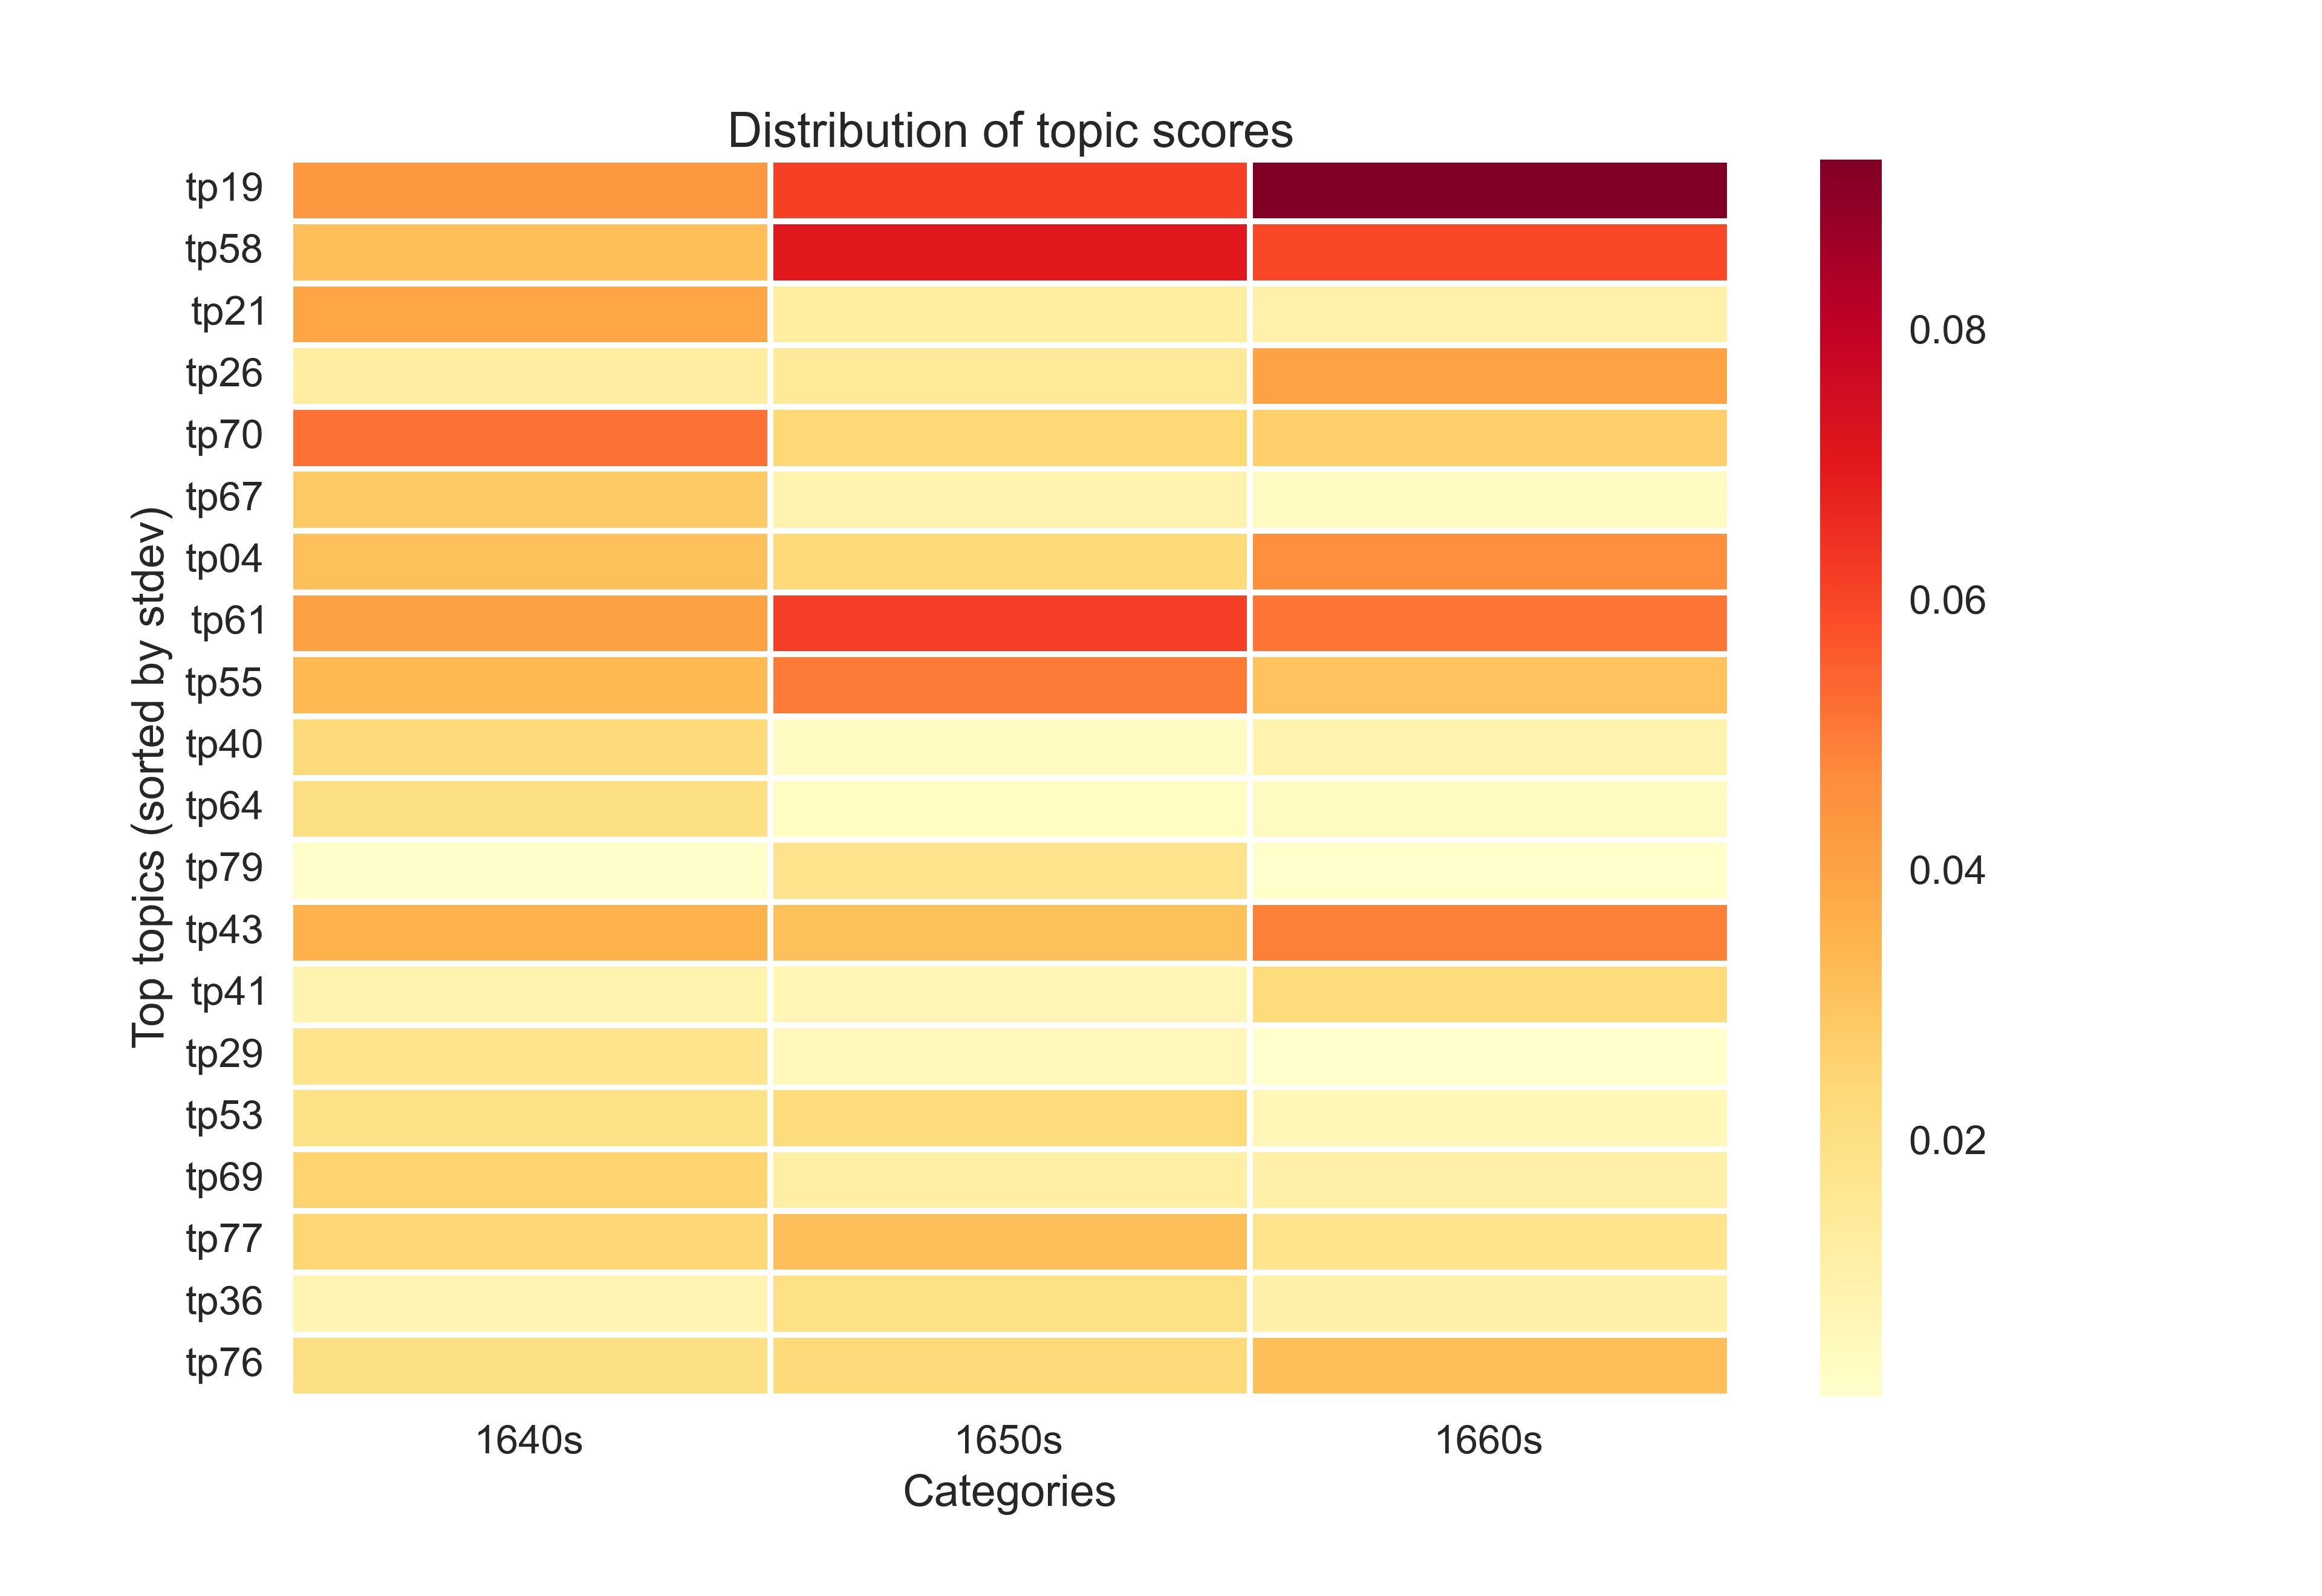 Distribution of topic scores
Top topics (sorted by stdev)
tp19
tp58
tp21
tp26
tp70
tp67
tp04
tp61
tp55
tp40
tp64
tp79
tp43
tp41
tp29
tp53
tp69
tp77
tp36
tp76
1640s 1650s 1660s
Categories
0.08
0.06
0.04
0.02